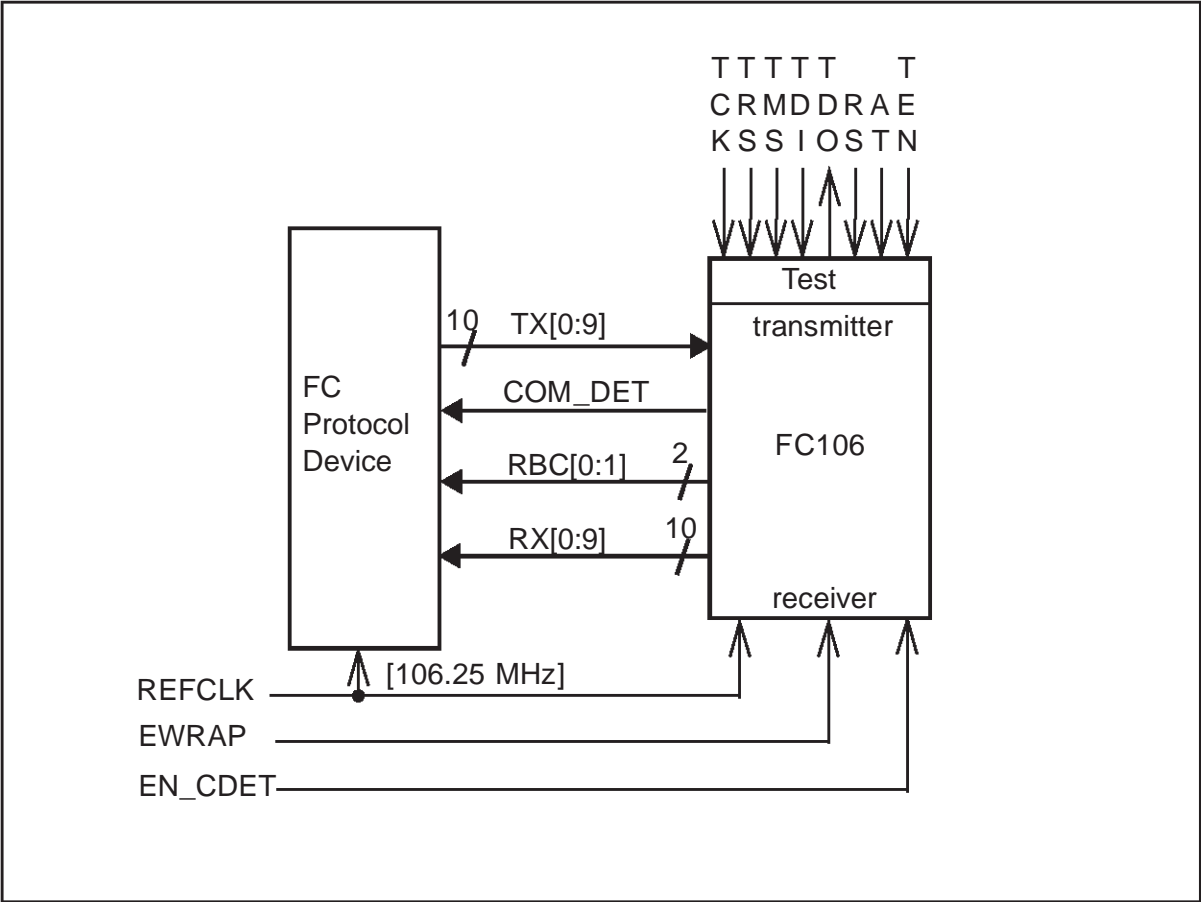 T T T T T T
C R M D D R A E
K S S I O S T N
Test
transmitter
10 TX[0:9]
COM_DET
FC
Protocol
Device
FC106
RBC[0:1] 2
RX[0:9] 10
receiver
[106.25 MHz]
REFCLK
EWRAP
EN_CDET